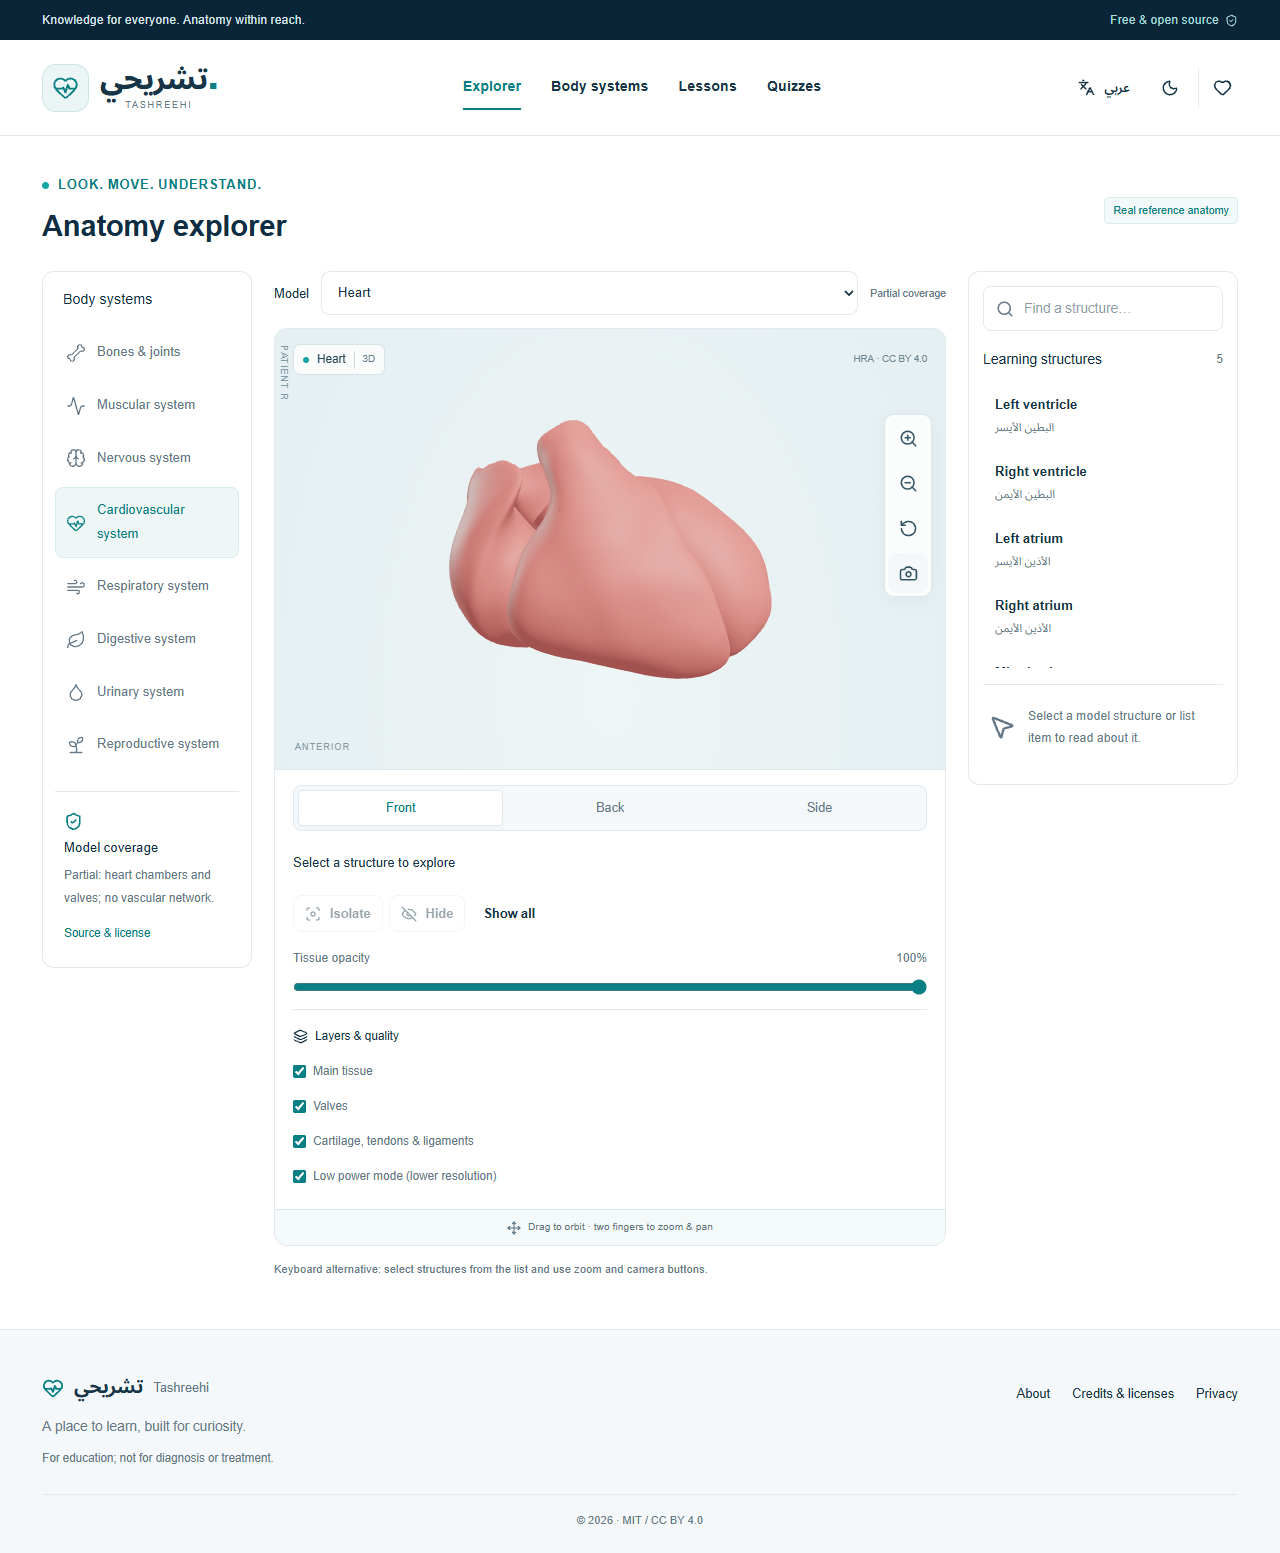 Knowledge for everyone. Anatomy within reach.
Free & open source
تشريحي.
TASHREEHI
Explorer
Body systems
Lessons
Quizzes
عربي
LOOK. MOVE. UNDERSTAND.
Anatomy explorer
Real reference anatomy
Body systems
Bones & joints
Muscular system
Nervous system
Cardiovascular
system
Respiratory system
Digestive system
Urinary system
Reproductive system
Model coverage
Partial: heart chambers and
valves; no vascular network.
Source & license
Model
Heart
Partial coverage
PATIENT R
Heart
3D
HRA · CC BY 4.0
ANTERIOR
Front
Back
Side
Select a structure to explore
Isolate
Hide
Show all
Tissue opacity
100%
Layers & quality
Main tissue
Valves
Cartilage, tendons & ligaments
Low power mode (lower resolution)
Drag to orbit · two fingers to zoom & pan
Keyboard alternative: select structures from the list and use zoom and camera buttons.
Find a structure...
Learning structures
5
Left ventricle
البطين الأيسر
Right ventricle
البطين الأيمن
Left atrium
الأذين الأيسر
Right atrium
الأذين الأيمن
Select a model structure or list
item to read about it.
تشريحي
Tashreehi
A place to learn, built for curiosity.
For education; not for diagnosis or treatment.
About
Credits & licenses
Privacy
© 2026 · MIT / CC BY 4.0